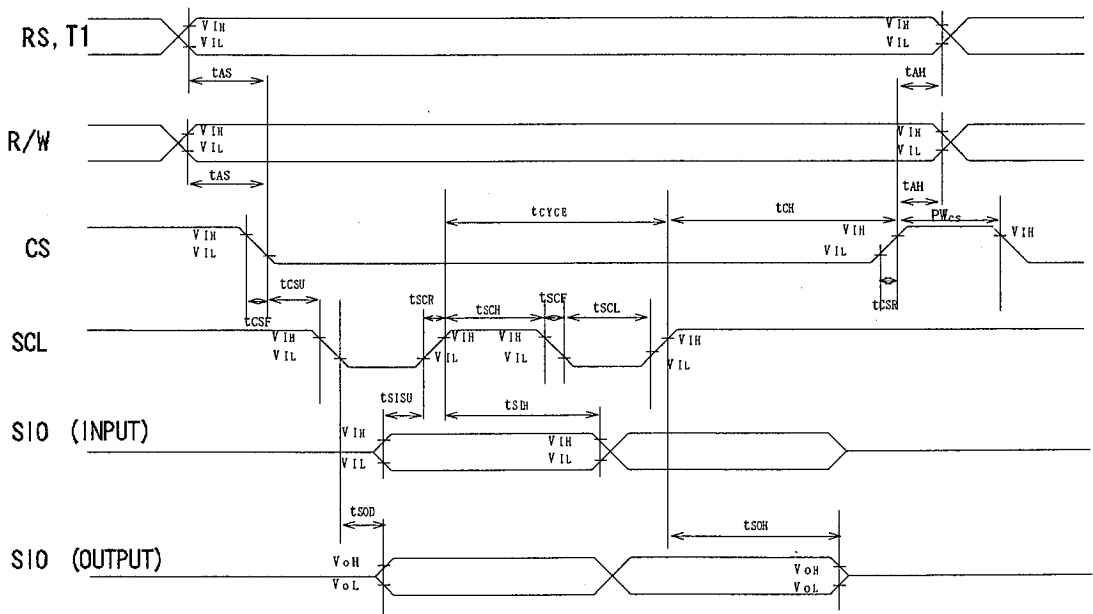 RS, T1
VIH
VIL
VIH
VIL
tAS
tAH
R/W
VIH
VIL
VIH
VIL
tAS
tAH
tCYCE
tCH
PWCS
CS
VIH
VIL
VIH
VIL
VIH
tCSF
tCSU
tSCR
tSCH
tSCF
tSCL
tCSR
SCL
VIH
VIL
VIH
VIL
VIH
VIL
VIH
VIL
tSISU
tSIH
SIO (INPUT)
VIH
VIL
VIH
VIL
tSOD
tSOH
SIO (OUTPUT)
VOH
VOL
VOH
VOL